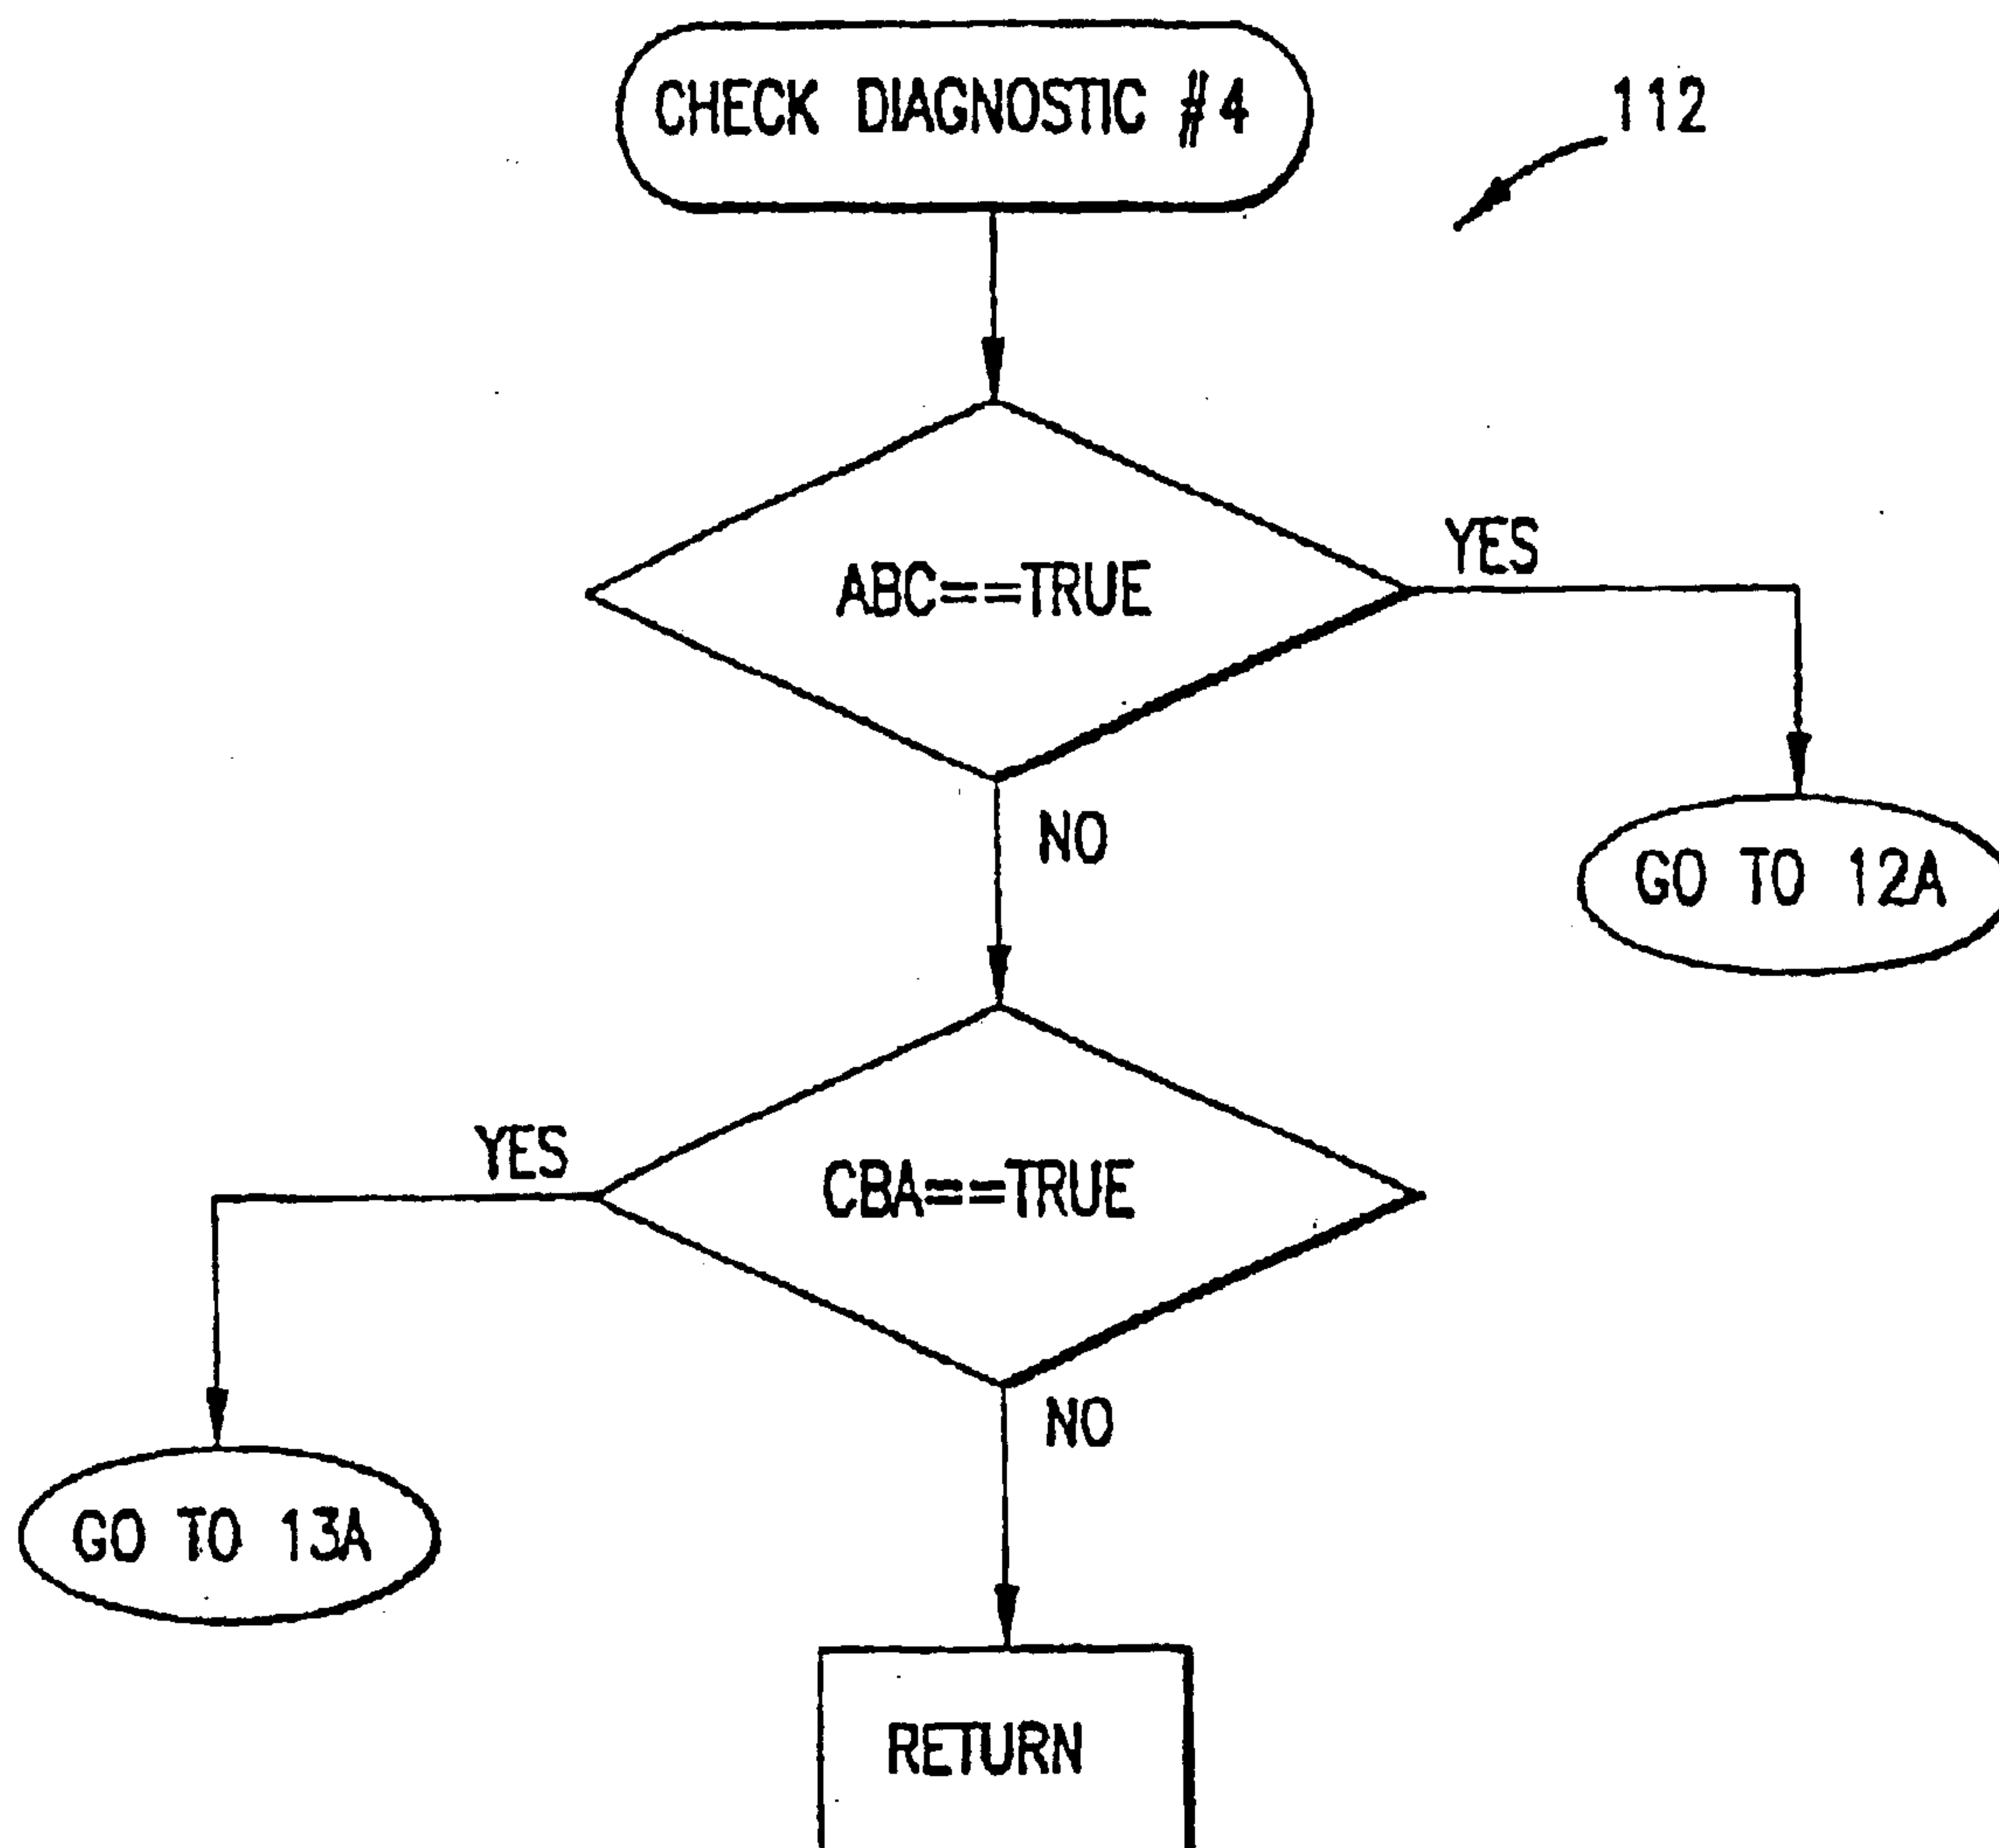 CHECK DIAGNOSTIC #4
112
ABC==TRUE
YES
GO TO 12A
NO
CBA==TRUE
YES
GO TO 13A
NO
RETURN